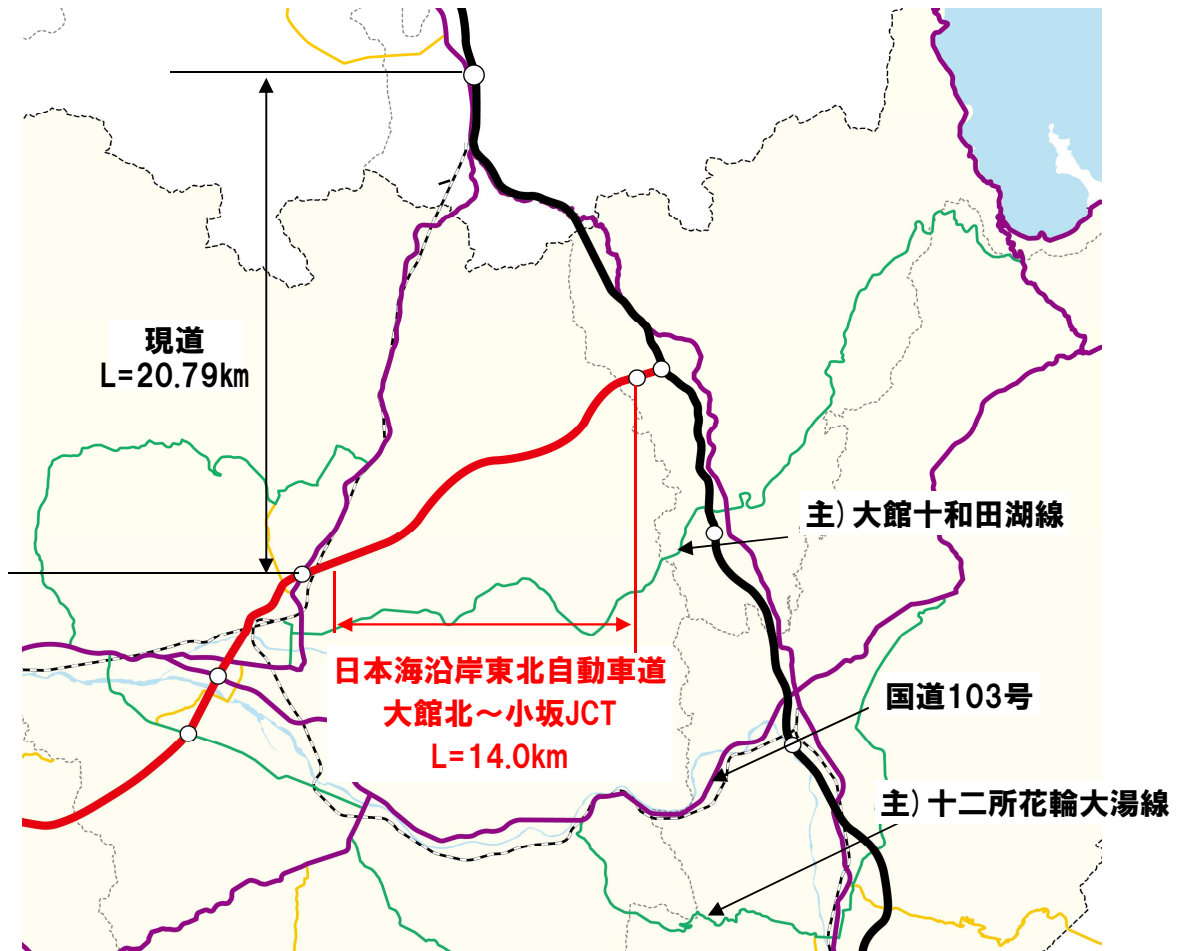 現道
L=20.79km
主)大館十和田湖線
日本海沿岸東北自動車道
大館北～小坂JCT
L=14.0km
国道103号
主)十二所花輪大湯線